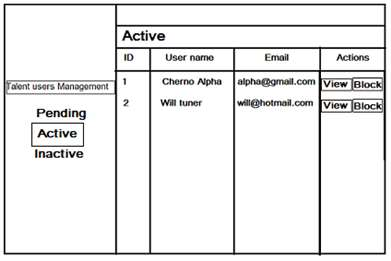 Talent users Management
Pending
Active
Inactive
Active
ID User name Email Actions
1 Cherno Alpha alpha@gmail.com View Block
2 Will tuner will@hotmail.com View Block